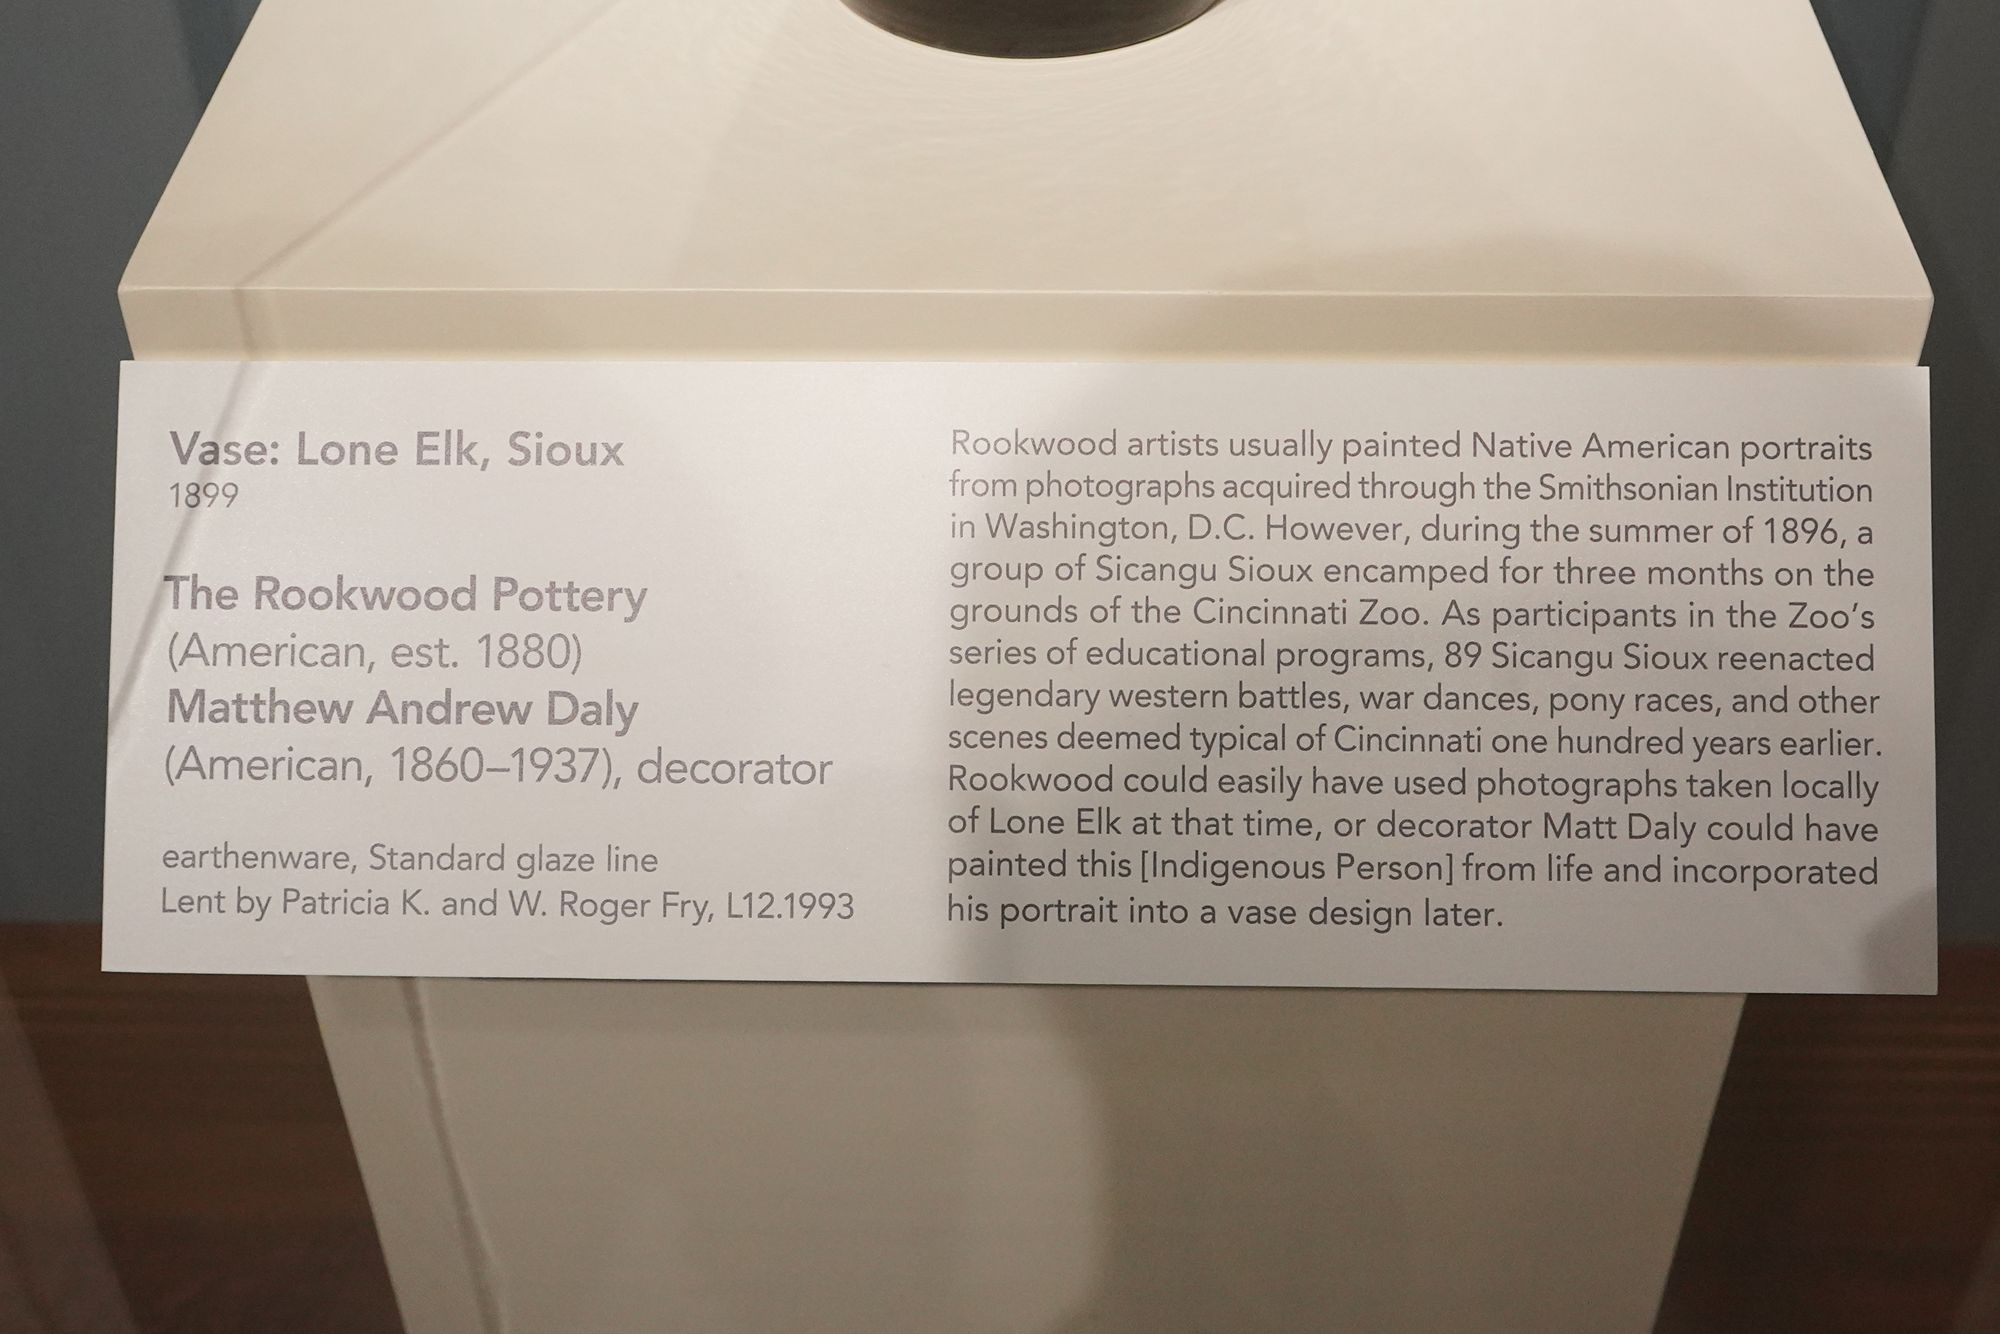 Vase: Lone Elk, Sioux
1899
The Rookwood Pottery
(American, est. 1880)
Matthew Andrew Daly
(American, 1860–1937), decorator
earthenware, Standard glaze line
Lent by Patricia K. and W. Roger Fry, L12.1993
Rookwood artists usually painted Native American portraits
from photographs acquired through the Smithsonian Institution
in Washington, D.C. However, during the summer of 1896, a
group of Sicangu Sioux encamped for three months on the
grounds of the Cincinnati Zoo. As participants in the Zoo’s
series of educational programs, 89 Sicangu Sioux reenacted
legendary western battles, war dances, pony races, and other
scenes deemed typical of Cincinnati one hundred years earlier.
Rookwood could easily have used photographs taken locally
of Lone Elk at that time, or decorator Matt Daly could have
painted this [Indigenous Person] from life and incorporated
his portrait into a vase design later.